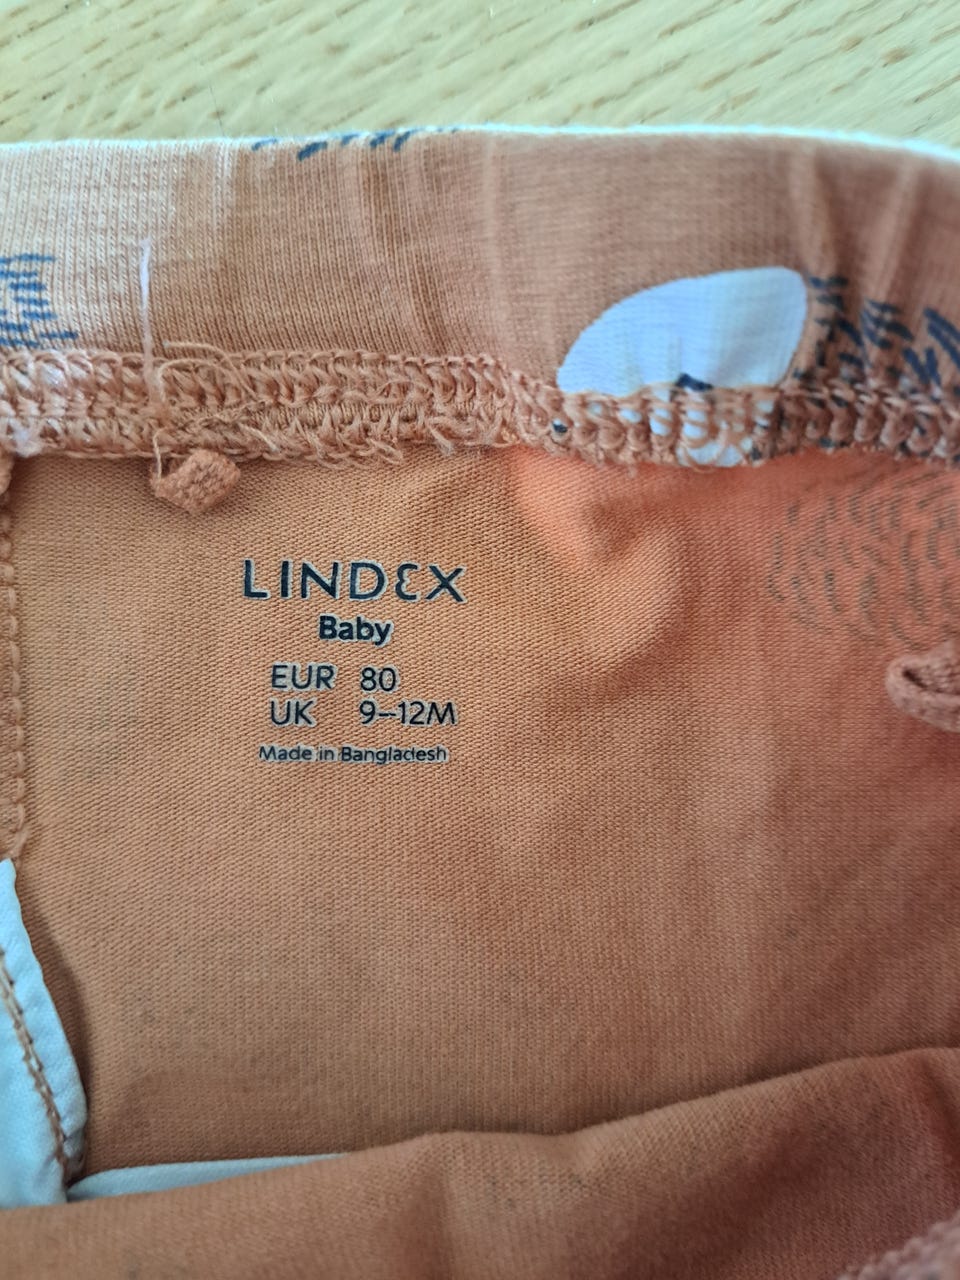 LINDEX
Baby
EUR 80
UK 9–12M
Made in Bangladesh